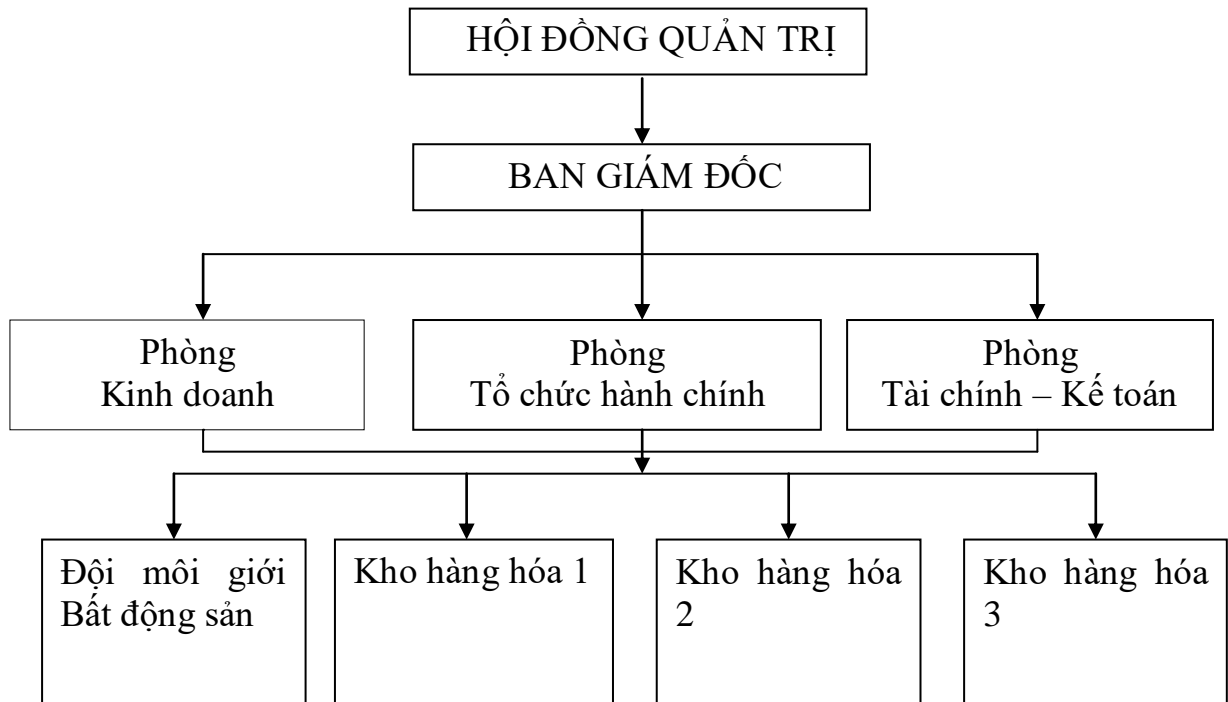 HỘI ĐỒNG QUẢN TRỊ
BAN GIÁM ĐỐC
Phòng
Kinh doanh
Phòng
Tổ chức hành chính
Phòng
Tài chính – Kế toán
Đội môi giới
Bất động sản
Kho hàng hóa 1
Kho hàng hóa
2
Kho hàng hóa
3